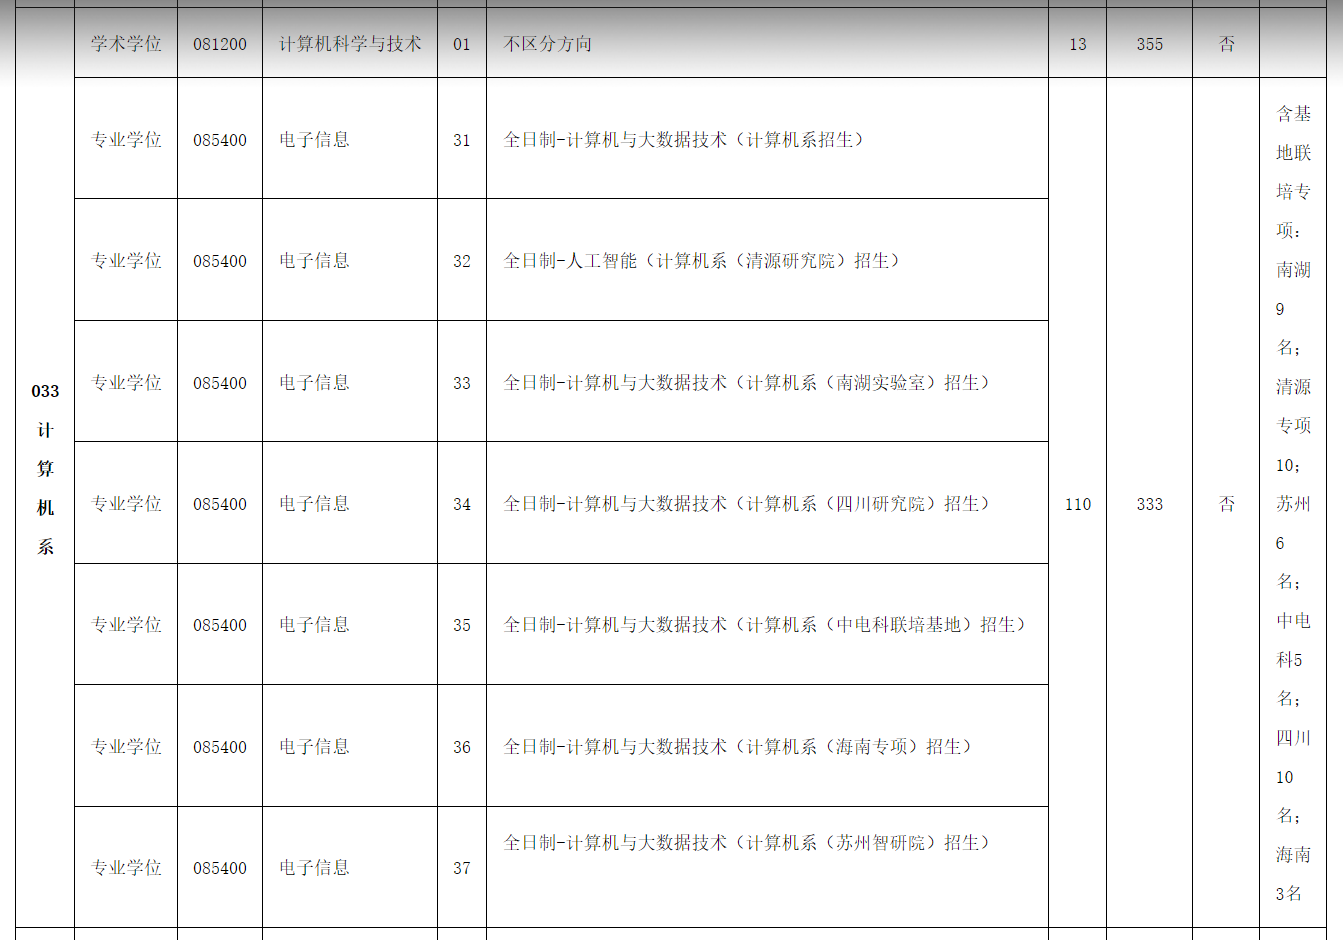 学术学位 081200 计算机科学与技术 01 不区分方向 13 355 否
033
计
算
机
系
专业学位 085400 电子信息 31 全日制-计算机与大数据技术（计算机系招生）
专业学位 085400 电子信息 32 全日制-人工智能（计算机系（清源研究院）招生）
专业学位 085400 电子信息 33 全日制-计算机与大数据技术（计算机系（南湖实验室）招生）
专业学位 085400 电子信息 34 全日制-计算机与大数据技术（计算机系（四川研究院）招生）
110 333 否
专业学位 085400 电子信息 35 全日制-计算机与大数据技术（计算机系（中电科联培基地）招生）
专业学位 085400 电子信息 36 全日制-计算机与大数据技术（计算机系（海南专项）招生）
专业学位 085400 电子信息 37 全日制-计算机与大数据技术（计算机系（苏州智研院）招生）
含基
地联
培专
项：
南湖
9
名；
清源
专项
10；
苏州
6
名；
中电
科5
名；
四川
10
名；
海南
3名